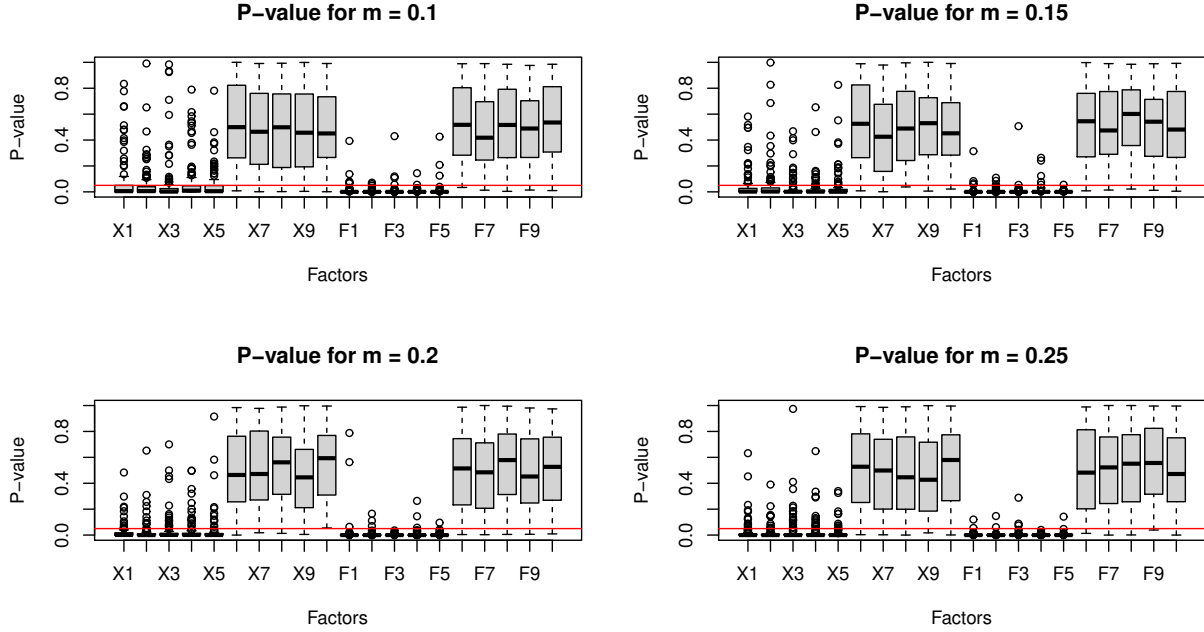 P−value for m = 0.1
P−value
0.0 0.4 0.8
X1 X3 X5 X7 X9 F1 F3 F5 F7 F9
Factors
P−value for m = 0.15
P−value
0.0 0.4 0.8
X1 X3 X5 X7 X9 F1 F3 F5 F7 F9
Factors
P−value for m = 0.2
P−value
0.0 0.4 0.8
X1 X3 X5 X7 X9 F1 F3 F5 F7 F9
Factors
P−value for m = 0.25
P−value
0.0 0.4 0.8
X1 X3 X5 X7 X9 F1 F3 F5 F7 F9
Factors